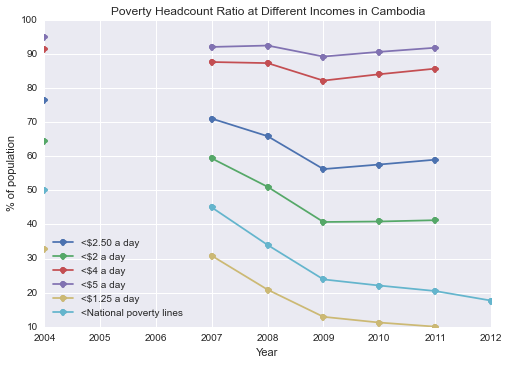 Poverty Headcount Ratio at Different Incomes in Cambodia
100
90
80
70
60
50
40
30
20
10
% of population
<$2.50 a day
<$2 a day
<$4 a day
<$5 a day
<$1.25 a day
<National poverty lines
2004 2005 2006 2007 2008 2009 2010 2011 2012
Year